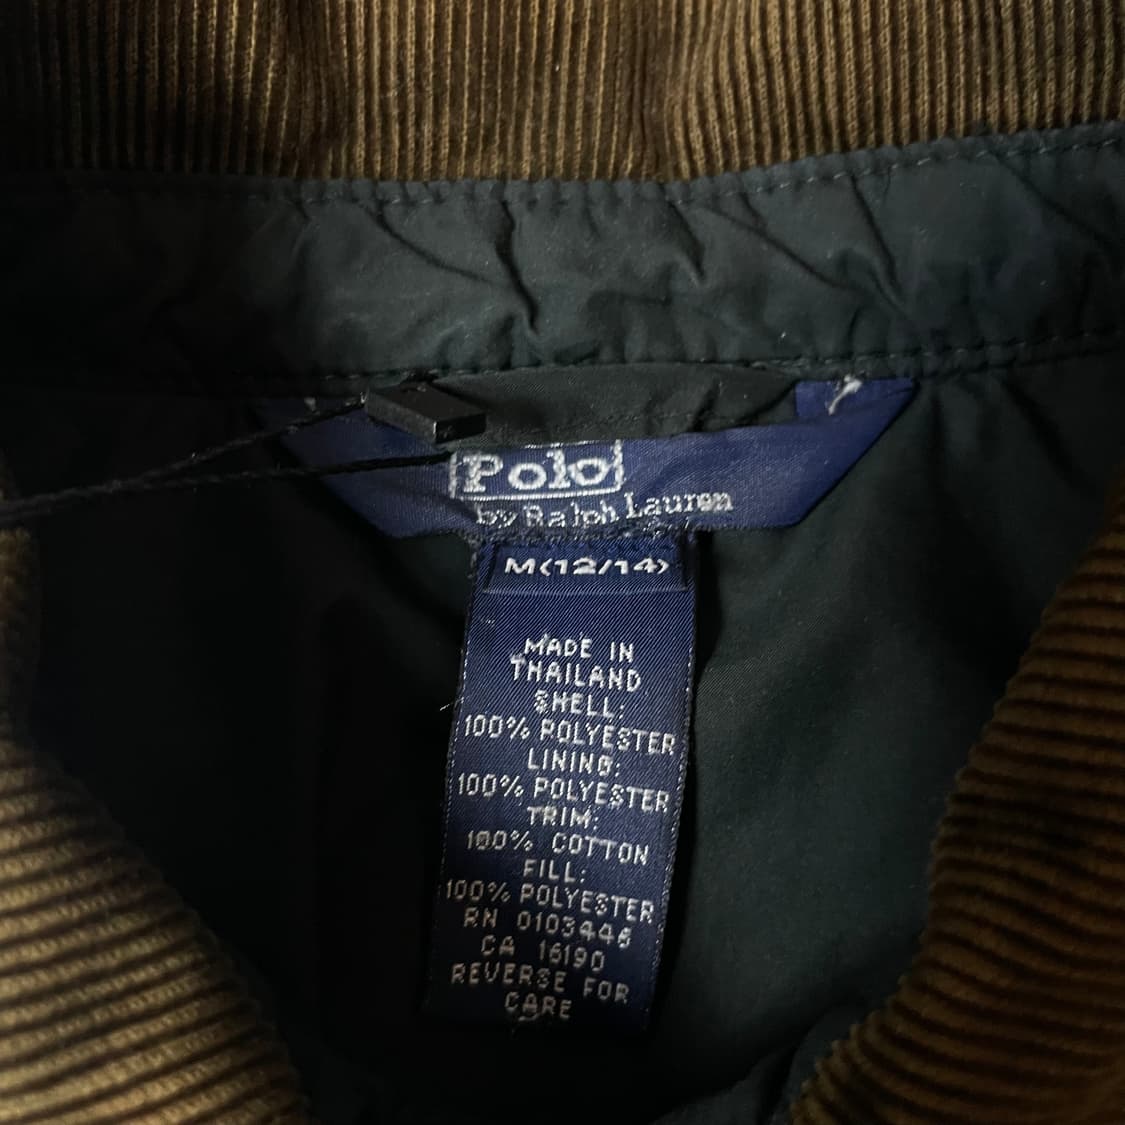 Polo
by Ralph Lauren
M(12/14)
MADE IN
THAILAND
SHELL:
100% POLYESTER
LINING:
100% POLYESTER
TRIM:
100% COTTON
FILL:
100% POLYESTER
RN 0103446
CA 16190
REVERSE FOR
CARE